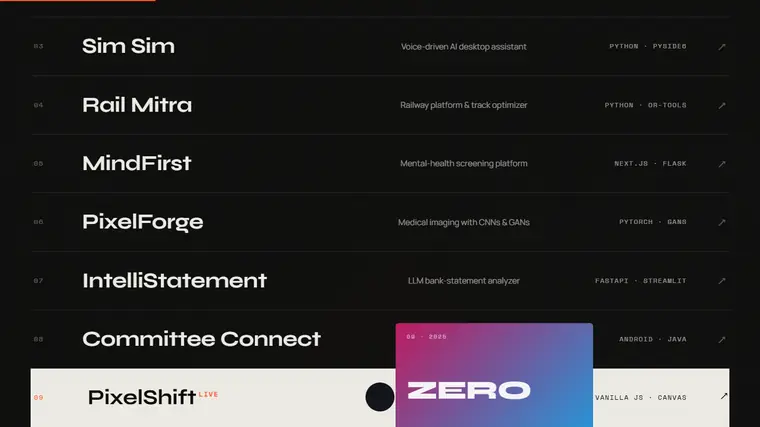 03 Sim Sim Voice-driven AI desktop assistant PYTHON · PYSIDE6 ↗
04 Rail Mitra Railway platform & track optimizer PYTHON · OR-TOOLS ↗
05 MindFirst Mental-health screening platform NEXT.JS · FLASK ↗
06 PixelForge Medical imaging with CNNs & GANs PYTORCH · GANS ↗
07 IntelliStatement LLM bank-statement analyzer FASTAPI · STREAMLIT ↗
08 Committee Connect ANDROID · JAVA ↗
09 · 2025
ZERO
09 PixelShift LIVE VANILLA JS · CANVAS ↗